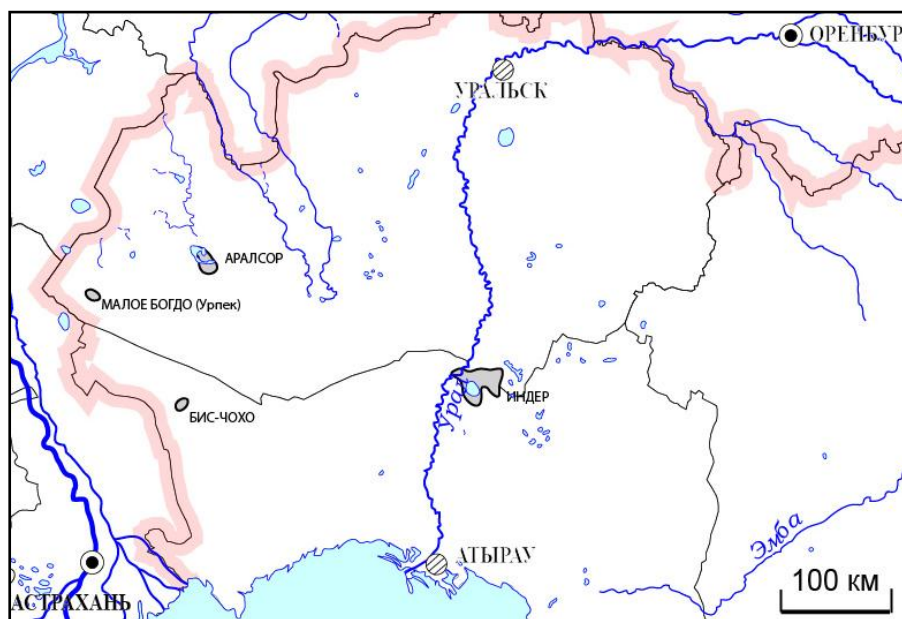 ОРЕНБУР
УРАЛЬСК
АРАЛСОР
МАЛОЕ БОГДО (Урпек)
Урал
ИНДЕР
БИС-ЧОХО
Эмба
АТЫРАУ
100 км
АСТРАХАНЬ